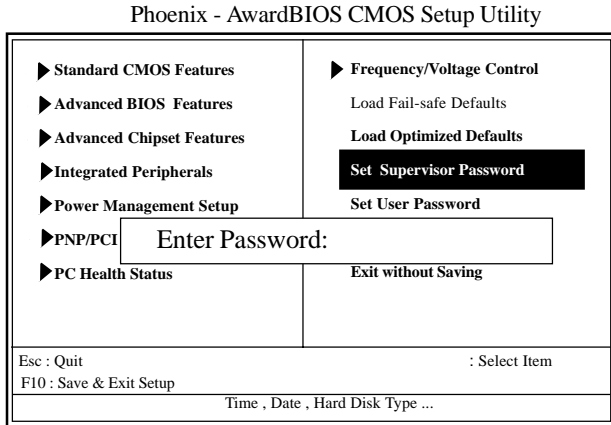 Phoenix - AwardBIOS CMOS Setup Utility
Standard CMOS Features
Advanced BIOS Features
Advanced Chipset Features
Integrated Peripherals
Power Management Setup
PNP/PCI
PC Health Status
Frequency/Voltage Control
Load Fail-safe Defaults
Load Optimized Defaults
Set Supervisor Password
Set User Password
Exit without Saving
Enter Password:
Esc : Quit
: Select Item
F10 : Save & Exit Setup
Time , Date , Hard Disk Type ...